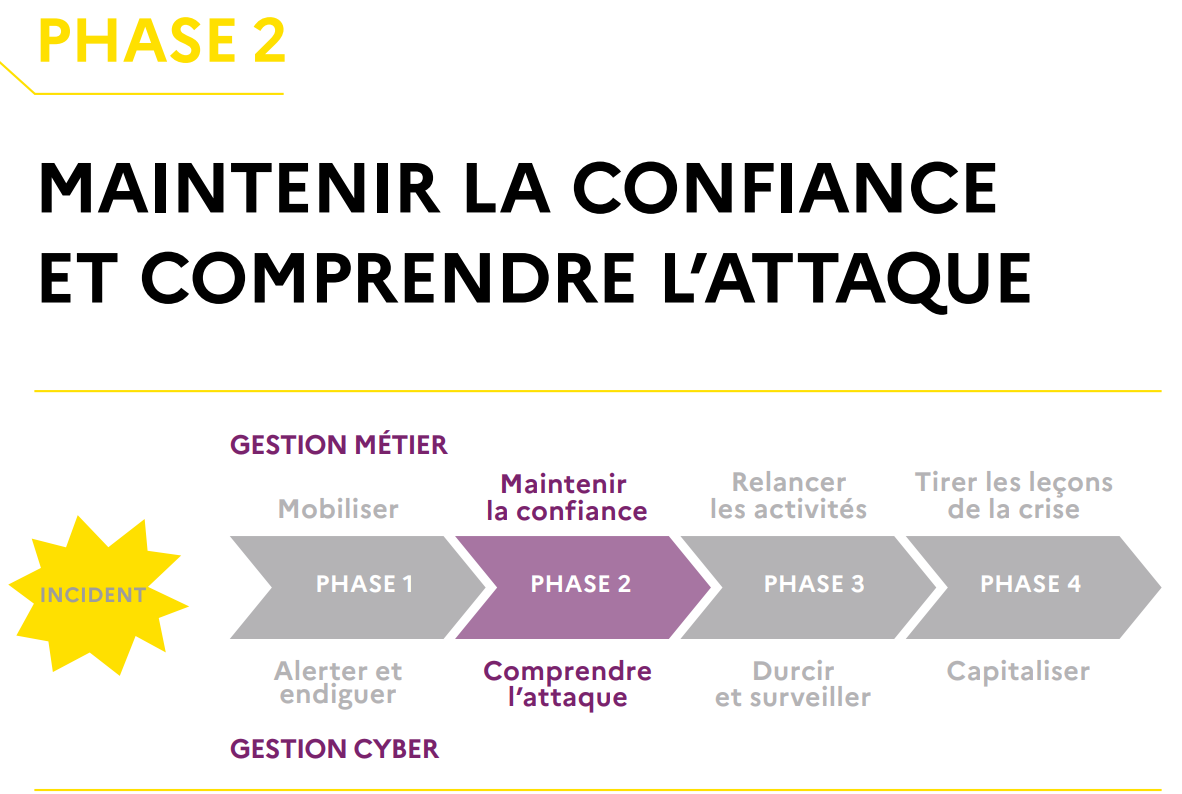 PHASE 2
MAINTENIR LA CONFIANCE
ET COMPRENDRE L’ATTAQUE
GESTION MÉTIER
Mobiliser
Maintenir
la confiance
Relancer
les activités
Tirer les leçons
de la crise
INCIDENT
PHASE 1
PHASE 2
PHASE 3
PHASE 4
Alerter et
endiguer
Comprendre
l’attaque
Durcir
et surveiller
Capitaliser
GESTION CYBER